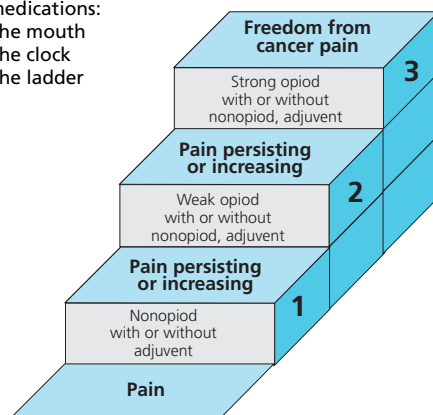 nedications:
he mouth
he clock
he ladder
Freedom from
cancer pain
3
Strong opiod
with or without
nonopiod, adjuvent
Pain persisting
or increasing
2
Weak opiod
with or without
nonopiod, adjuvent
Pain persisting
or increasing
1
Nonopiod
with or without
adjuvent
Pain